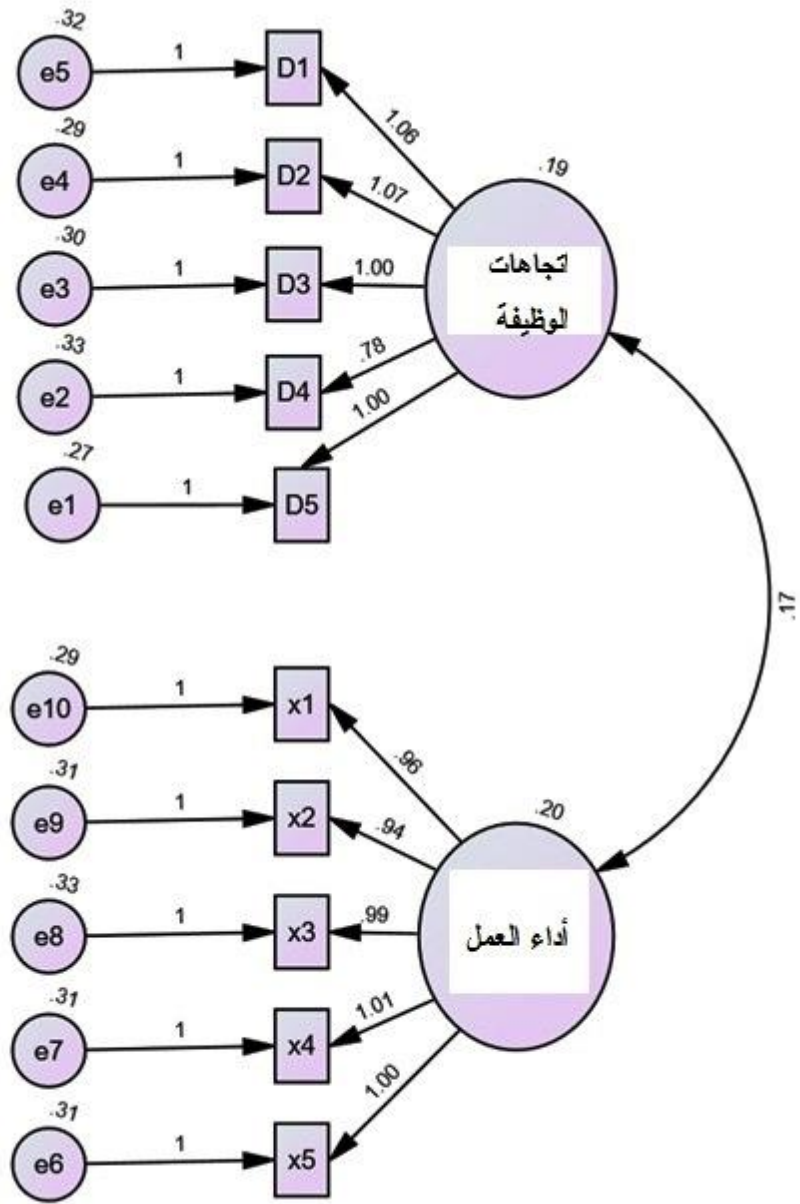 .32
e5
1
D1
1.06
.29
e4
1
D2
1.07
.19
.30
e3
1
D3
1.00
اتجاهات
الوظيفة
.33
e2
1
D4
.78
.27
e1
1
D5
1.00
.17
.29
e10
1
x1
.96
.31
e9
1
x2
.94
.20
.33
e8
1
x3
.99
أداء العمل
.31
e7
1
x4
1.01
.31
e6
1
x5
1.00